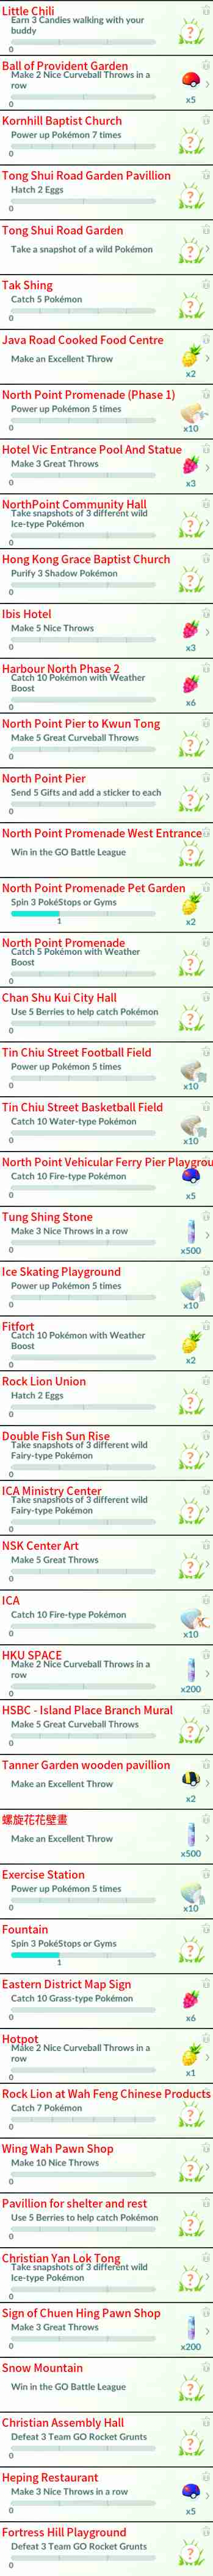 Little Chili
Earn 3 Candies walking with your
buddy
0
Ball of Provident Garden
Make 2 Nice Curveball Throws in a
row
0
x5
Kornhill Baptist Church
Power up Pokémon 7 times
0
?
Tong Shui Road Garden Pavillion
Hatch 2 Eggs
0
?
Tong Shui Road Garden
Take a snapshot of a wild Pokémon
?
Tak Shing
Catch 5 Pokémon
0
?
Java Road Cooked Food Centre
Make an Excellent Throw
x2
North Point Promenade (Phase 1)
Power up Pokémon 5 times
0
x10
Hotel Vic Entrance Pool And Statue
Make 3 Great Throws
0
x3
NorthPoint Community Hall
Take snapshots of 3 different wild
Ice-type Pokémon
0
?
Hong Kong Grace Baptist Church
Purify 3 Shadow Pokémon
0
?
Ibis Hotel
Make 5 Nice Throws
0
x3
Harbour North Phase 2
Catch 10 Pokémon with Weather
Boost
0
x6
North Point Pier to Kwun Tong
Make 5 Great Curveball Throws
0
?
North Point Pier
Send 5 Gifts and add a sticker to each
0
?
North Point Promenade West Entrance
Win in the GO Battle League
?
North Point Promenade Pet Garden
Spin 3 PokéStops or Gyms
1
x2
North Point Promenade
Catch 5 Pokémon with Weather
Boost
0
?
Chan Shu Kui City Hall
Use 5 Berries to help catch Pokémon
0
?
Tin Chiu Street Football Field
Power up Pokémon 5 times
0
x10
Tin Chiu Street Basketball Field
Catch 10 Water-type Pokémon
0
x10
North Point Vehicular Ferry Pier Playgrou
Catch 10 Fire-type Pokémon
0
x5
Tung Shing Stone
Make 3 Nice Throws in a row
0
x500
Ice Skating Playground
Power up Pokémon 5 times
0
x10
Fitfort
Catch 10 Pokémon with Weather
Boost
0
x2
Rock Lion Union
Hatch 2 Eggs
0
?
Double Fish Sun Rise
Take snapshots of 3 different wild
Fairy-type Pokémon
0
?
ICA Ministry Center
Take snapshots of 3 different wild
Fairy-type Pokémon
0
?
NSK Center Art
Make 5 Great Throws
0
?
ICA
Catch 10 Fire-type Pokémon
0
x10
HKU SPACE
Make 2 Nice Curveball Throws in a
row
0
x200
HSBC - Island Place Branch Mural
Make 5 Great Curveball Throws
0
?
Tanner Garden wooden pavillion
Make an Excellent Throw
x2
螺旋花花壁畫
Make an Excellent Throw
x500
Exercise Station
Power up Pokémon 5 times
0
x10
Fountain
Spin 3 PokéStops or Gyms
1
?
Eastern District Map Sign
Catch 10 Grass-type Pokémon
0
x6
Hotpot
Make 2 Nice Curveball Throws in a
row
0
x1
Rock Lion at Wah Feng Chinese Products
Catch 7 Pokémon
0
?
Wing Wah Pawn Shop
Make 10 Nice Throws
0
?
Pavillion for shelter and rest
Use 5 Berries to help catch Pokémon
0
?
Christian Yan Lok Tong
Take snapshots of 3 different wild
Ice-type Pokémon
0
?
Sign of Chuen Hing Pawn Shop
Make 3 Great Throws
0
x200
Snow Mountain
Win in the GO Battle League
?
Christian Assembly Hall
Defeat 3 Team GO Rocket Grunts
0
?
Heping Restaurant
Make 3 Nice Throws in a row
0
x5
Fortress Hill Playground
Defeat 3 Team GO Rocket Grunts
0
?